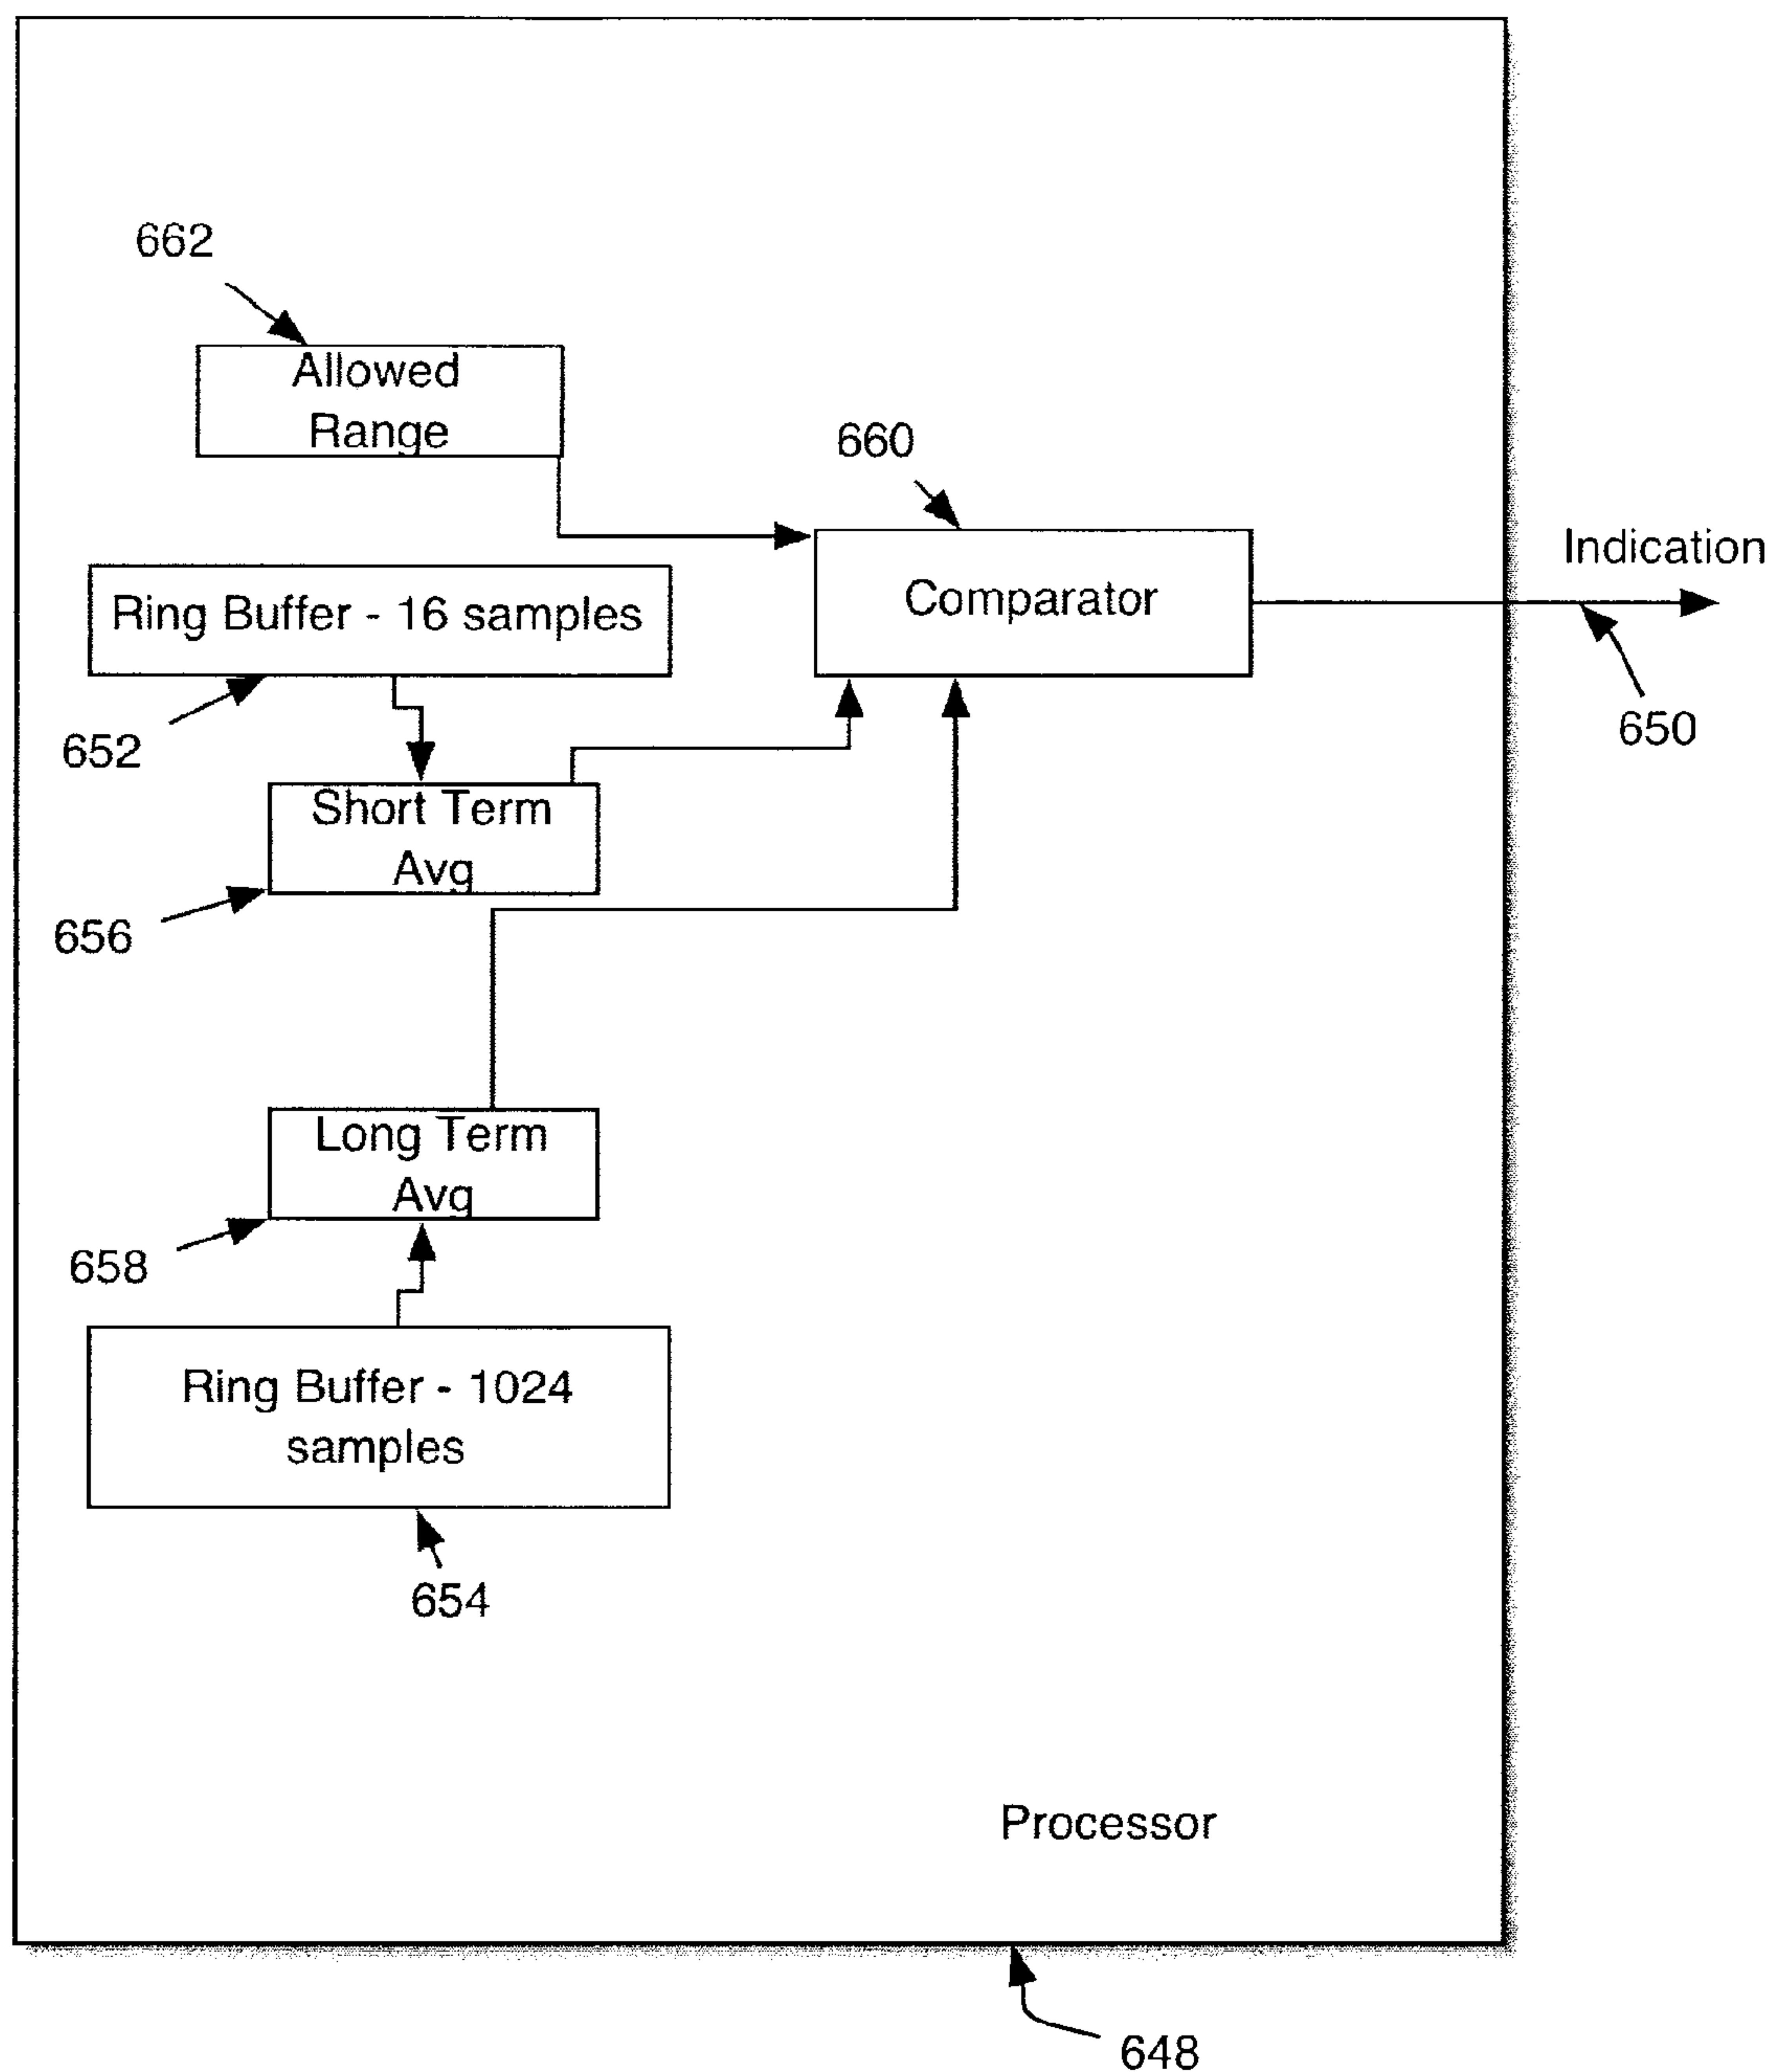 662
Allowed
Range
660
Indication
Comparator
Ring Buffer - 16 samples
650
652
Short Term
Avg
656
Long Term
Avg
658
Ring Buffer - 1024
samples
654
Processor
648